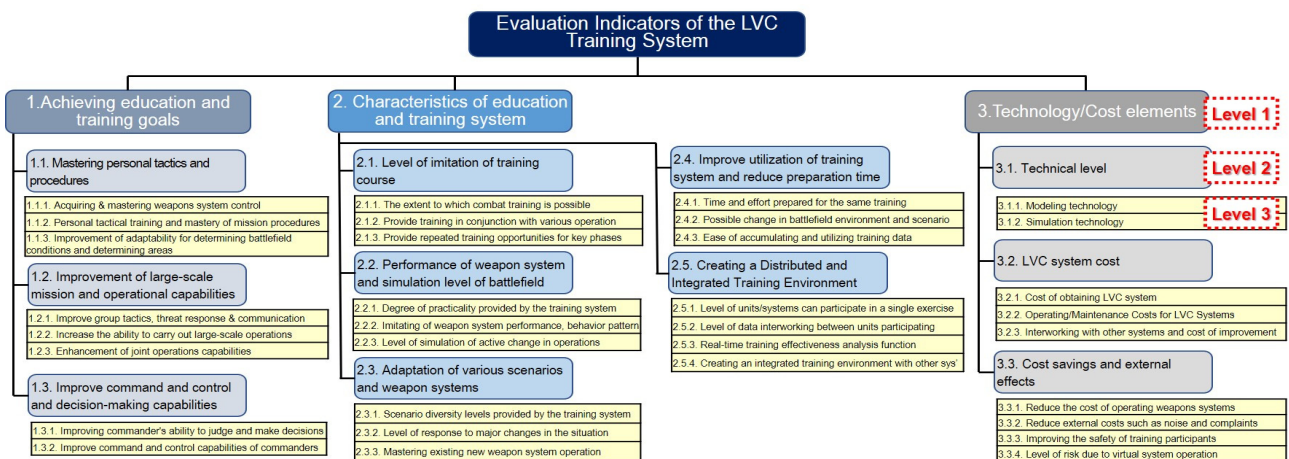 Evaluation Indicators of the LVC
Training System
1.Achieving education and
training goals
1.1. Mastering personal tactics and
procedures
1.1.1. Acquiring & mastering weapons system control
1.1.2. Personal tactical training and mastery of mission procedures
1.1.3. Improvement of adaptability for determining battlefield
conditions and determining areas
1.2. Improvement of large-scale
mission and operational capabilities
1.2.1. Improve group tactics, threat response & communication
1.2.2. Increase the ability to carry out large-scale operations
1.2.3. Enhancement of joint operations capabilities
1.3. Improve command and control
and decision-making capabilities
1.3.1. Improving commander's ability to judge and make decisions
1.3.2. Improve command and control capabilities of commanders
2. Characteristics of education
and training system
2.1. Level of imitation of training
course
2.1.1. The extent to which combat training is possible
2.1.2. Provide training in conjunction with various operation
2.1.3. Provide repeated training opportunities for key phases
2.2. Performance of weapon system
and simulation level of battlefield
2.2.1. Degree of practicality provided by the training system
2.2.2. Imitating of weapon system performance, behavior pattern
2.2.3. Level of simulation of active change in operations
2.3. Adaptation of various scenarios
and weapon systems
2.3.1. Scenario diversity levels provided by the training system
2.3.2. Level of response to major changes in the situation
2.3.3. Mastering existing new weapon system operation
2.4. Improve utilization of training
system and reduce preparation time
2.4.1. Time and effort prepared for the same training
2.4.2. Possible change in battlefield environment and scenario
2.4.3. Ease of accumulating and utilizing training data
2.5. Creating a Distributed and
Integrated Training Environment
2.5.1. Level of units/systems can participate in a single exercise
2.5.2. Level of data interworking between units participating
2.5.3. Real-time training effectiveness analysis function
2.5.4. Creating an integrated training environment with other sys'
3.Technology/Cost elements
Level 1
3.1. Technical level
Level 2
3.1.1. Modeling technology
3.1.2. Simulation technology
Level 3
3.2. LVC system cost
3.2.1. Cost of obtaining LVC system
3.2.2. Operating/Maintenance Costs for LVC Systems
3.2.3. Interworking with other systems and cost of improvement
3.3. Cost savings and external
effects
3.3.1. Reduce the cost of operating weapons systems
3.3.2. Reduce external costs such as noise and complaints
3.3.3. Improving the safety of training participants
3.3.4. Level of risk due to virtual system operation